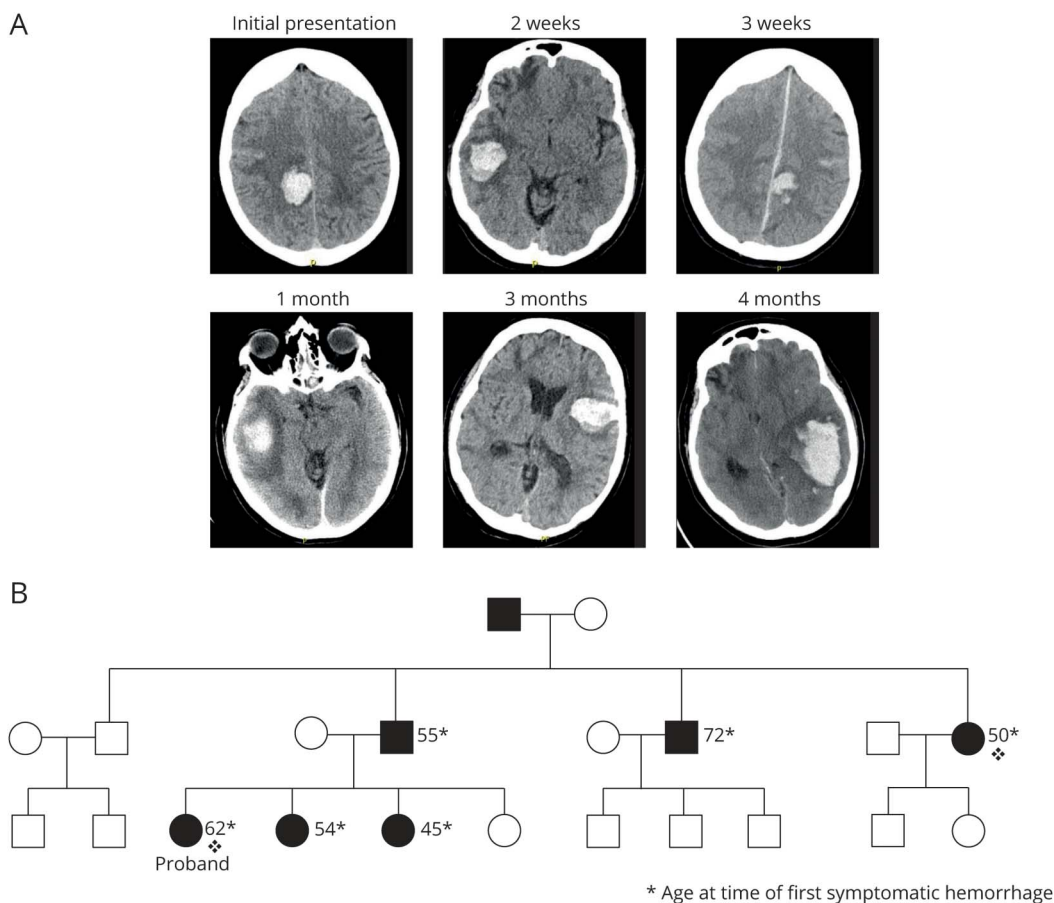 A
Initial presentation 2 weeks 3 weeks
P P P
1 month 3 months 4 months
P
B
55* 72* 50*
62* 54* 45*
Proband
* Age at time of first symptomatic hemorrhage